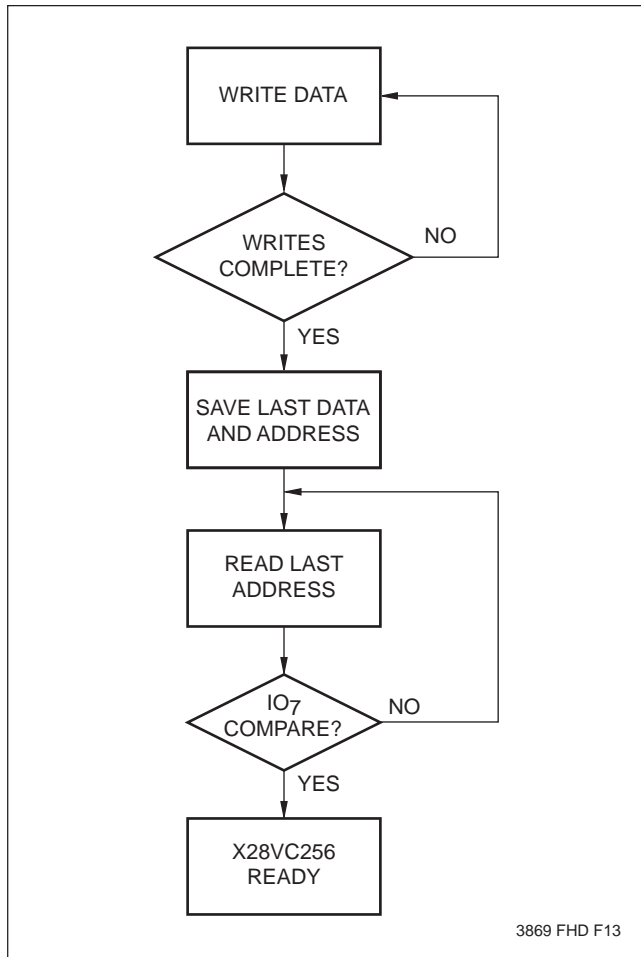 WRITE DATA
WRITES
COMPLETE?
NO
YES
SAVE LAST DATA
AND ADDRESS
READ LAST
ADDRESS
IO7
COMPARE?
NO
YES
X28VC256
READY
3869 FHD F13